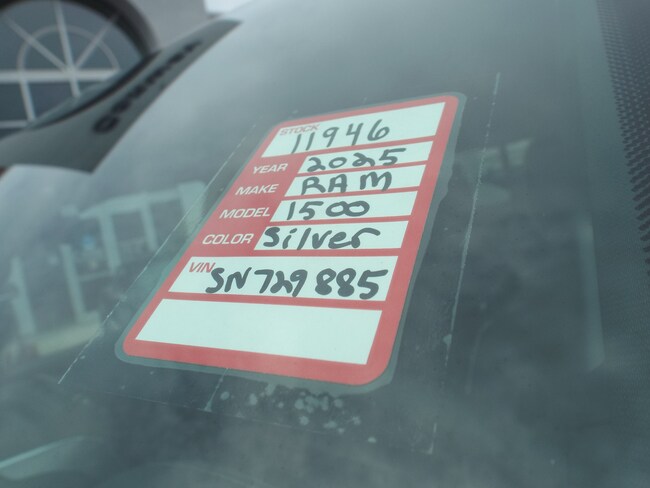 STOCK 11946
YEAR 2025
MAKE RAM
MODEL 1500
COLOR Silver
VIN SN729885